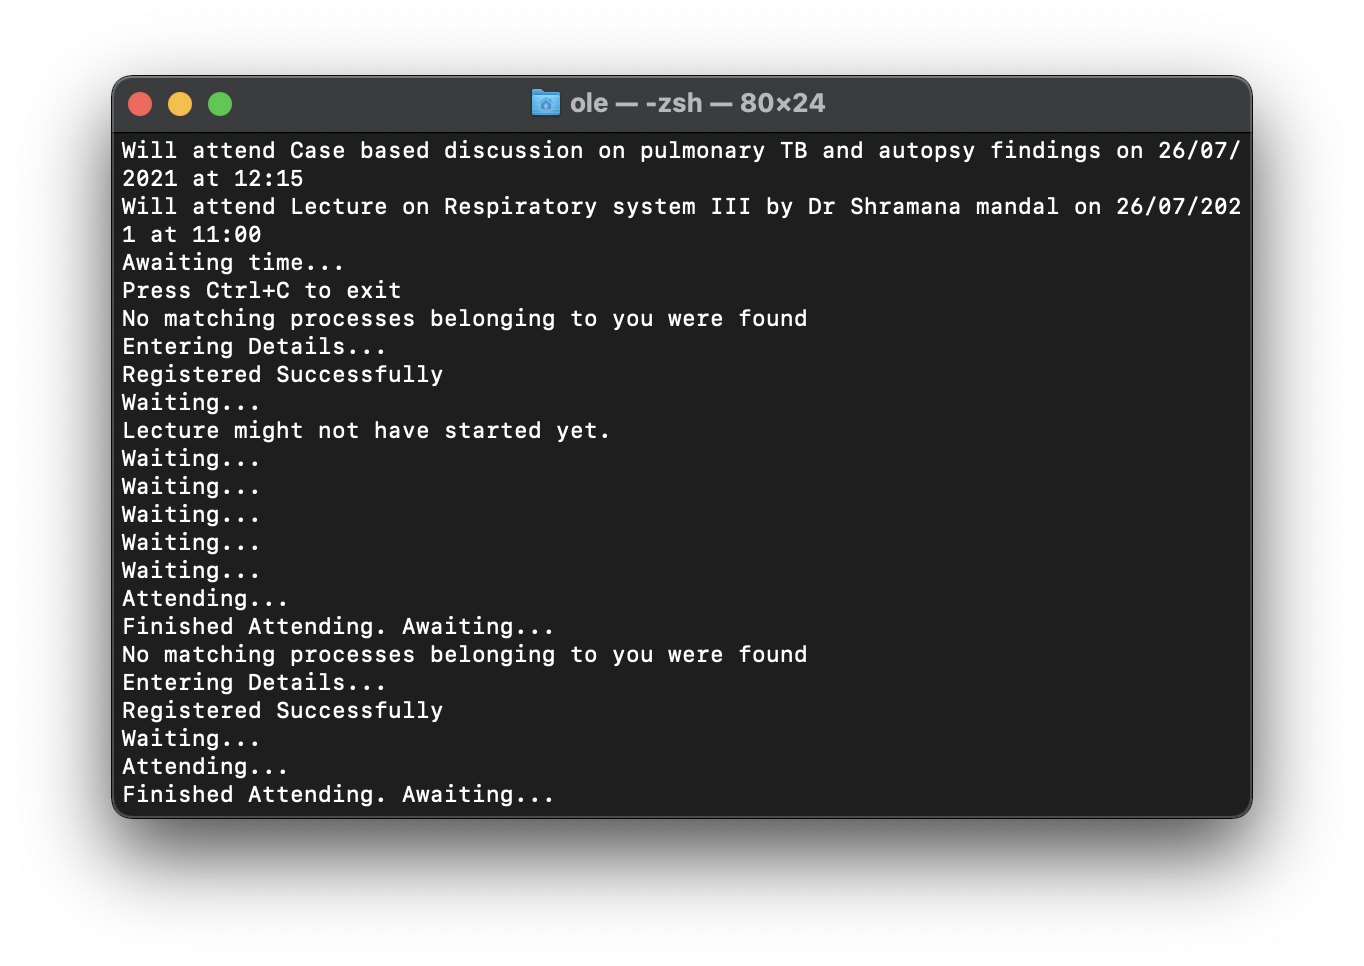 ole — -zsh — 80×24
Will attend Case based discussion on pulmonary TB and autopsy findings on 26/07/
2021 at 12:15
Will attend Lecture on Respiratory system III by Dr Shramana mandal on 26/07/202
1 at 11:00
Awaiting time...
Press Ctrl+C to exit
No matching processes belonging to you were found
Entering Details...
Registered Successfully
Waiting...
Lecture might not have started yet.
Waiting...
Waiting...
Waiting...
Waiting...
Waiting...
Attending...
Finished Attending. Awaiting...
No matching processes belonging to you were found
Entering Details...
Registered Successfully
Waiting...
Attending...
Finished Attending. Awaiting...